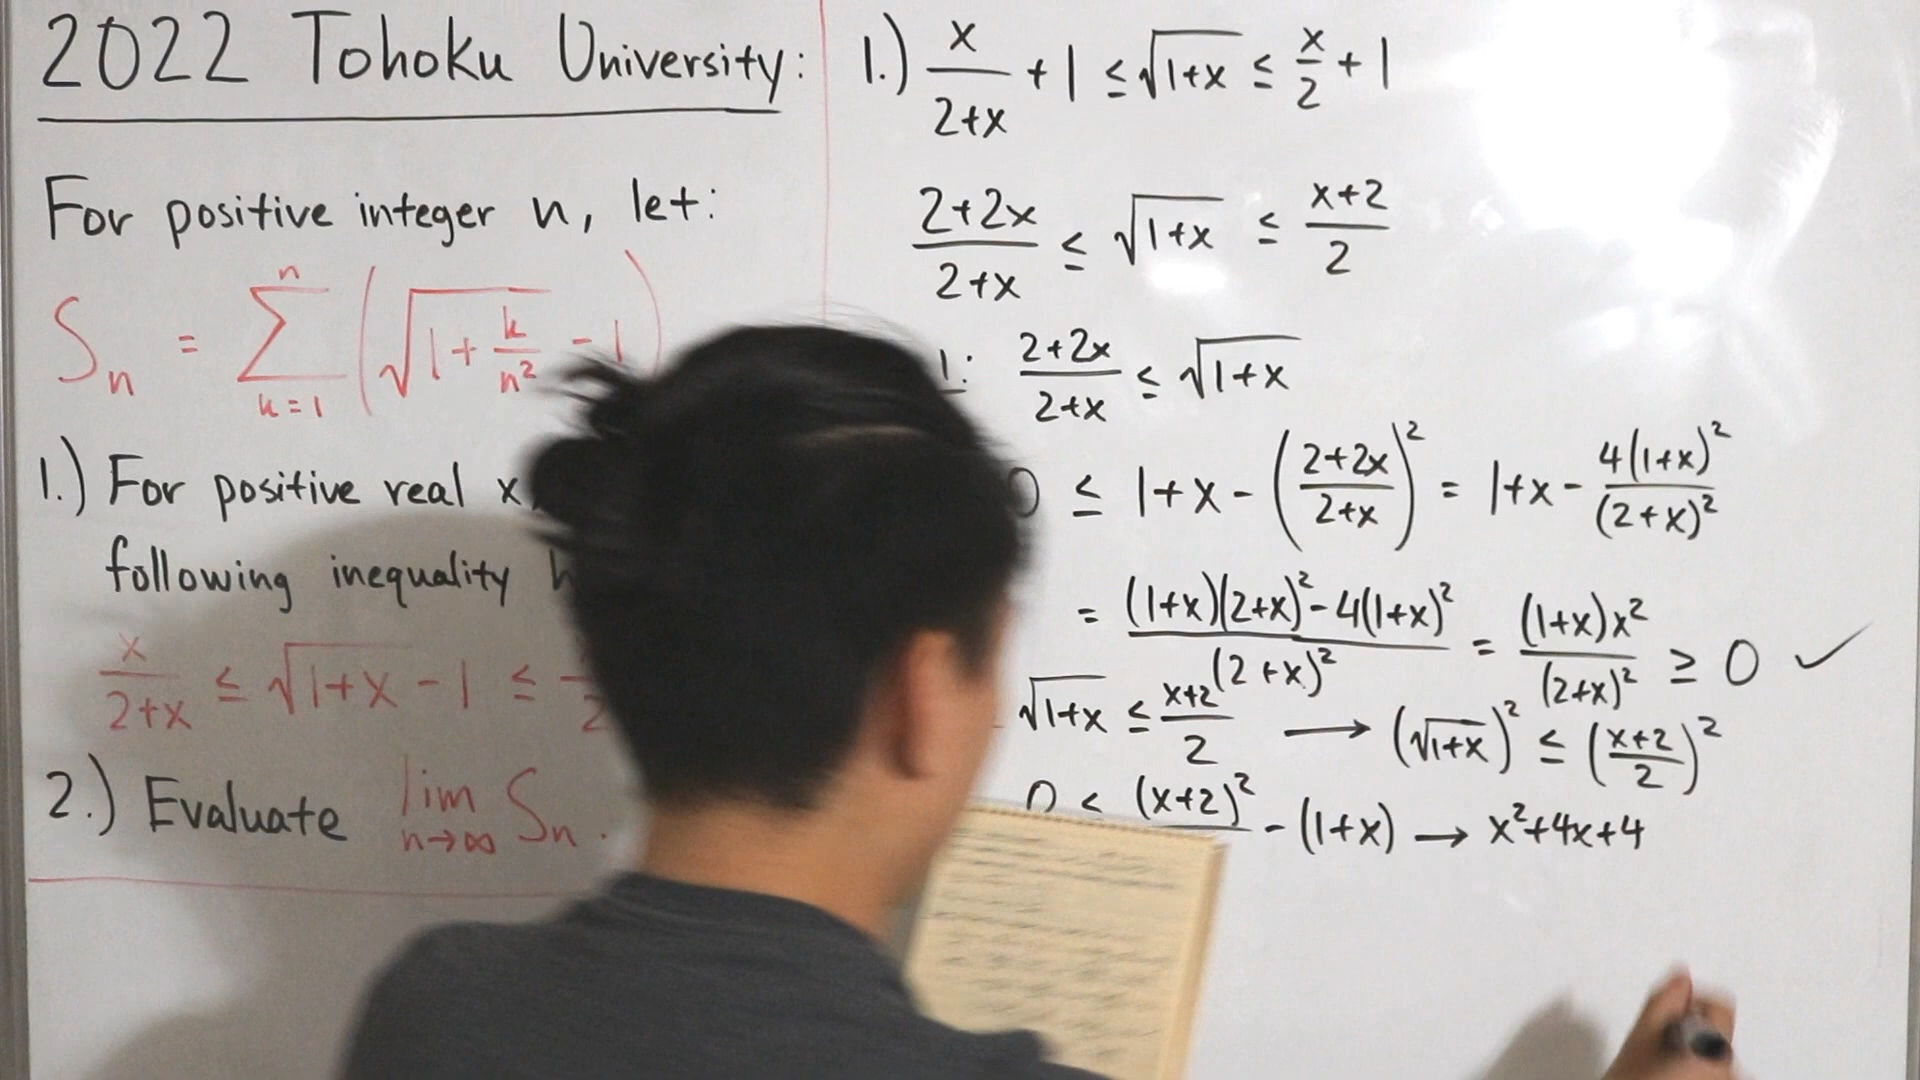 2022 Tohoku University:
For positive integer n, let:
Sₙ = ∑ₖ₌₁ⁿ (√(1 + k/n²) - 1)
1.) For positive real x
following inequality
x/(2+x) ≤ √(1+x) - 1 ≤
2.) Evaluate lim n→∞ Sₙ.
1.) x/(2+x) + 1 ≤ √(1+x) ≤ x/2 + 1
(2+2x)/(2+x) ≤ √(1+x) ≤ (x+2)/2
1: (2+2x)/(2+x) ≤ √(1+x)
0 ≤ 1+x - ((2+2x)/(2+x))² = 1+x - 4(1+x)²/(2+x)²
= ((1+x)(2+x)² - 4(1+x)²)/(2+x)² = (1+x)x²/(2+x)² ≥ 0 ✓
√(1+x) ≤ (x+2)/2 → (√(1+x))² ≤ ((x+2)/2)²
(x+2)² - (1+x) → x²+4x+4